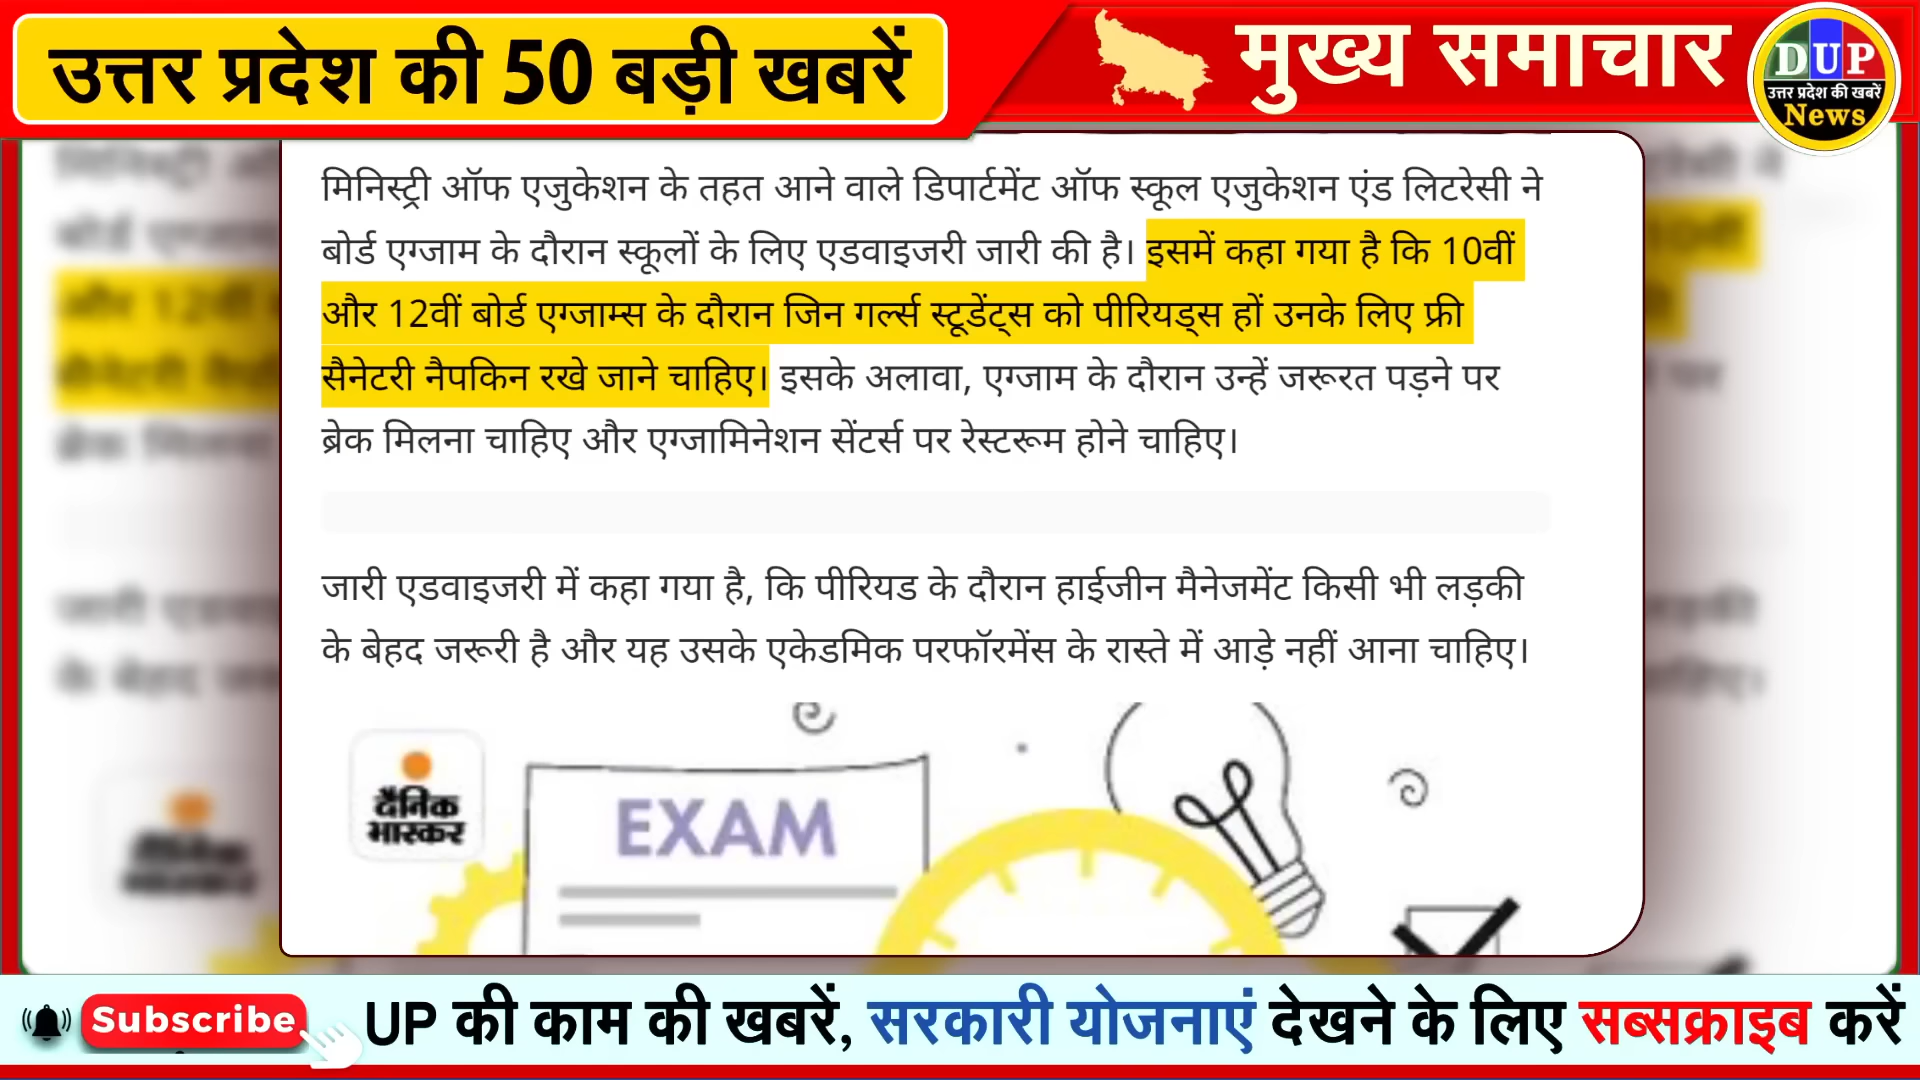 उत्तर प्रदेश की 50 बड़ी खबरें
मुख्य समाचार
DUP
उत्तर प्रदेश की खबरें
News
मिनिस्ट्री ऑफ एजुकेशन के तहत आने वाले डिपार्टमेंट ऑफ स्कूल एजुकेशन एंड लिटरेसी ने
बोर्ड एग्जाम के दौरान स्कूलों के लिए एडवाइजरी जारी की है। इसमें कहा गया है कि 10वीं
और 12वीं बोर्ड एग्जाम्स के दौरान जिन गर्ल्स स्टूडेंट्स को पीरियड्स हों उनके लिए फ्री
सैनेटरी नैपकिन रखे जाने चाहिए। इसके अलावा, एग्जाम के दौरान उन्हें जरूरत पड़ने पर
ब्रेक मिलना चाहिए और एग्जामिनेशन सेंटर्स पर रेस्टरूम होने चाहिए।
जारी एडवाइजरी में कहा गया है, कि पीरियड के दौरान हाईजीन मैनेजमेंट किसी भी लड़की
के बेहद जरूरी है और यह उसके एकेडमिक परफॉरमेंस के रास्ते में आड़े नहीं आना चाहिए।
दैनिक
भास्कर
EXAM
Subscribe
UP की काम की खबरें, सरकारी योजनाएं देखने के लिए सब्सक्राइब करें